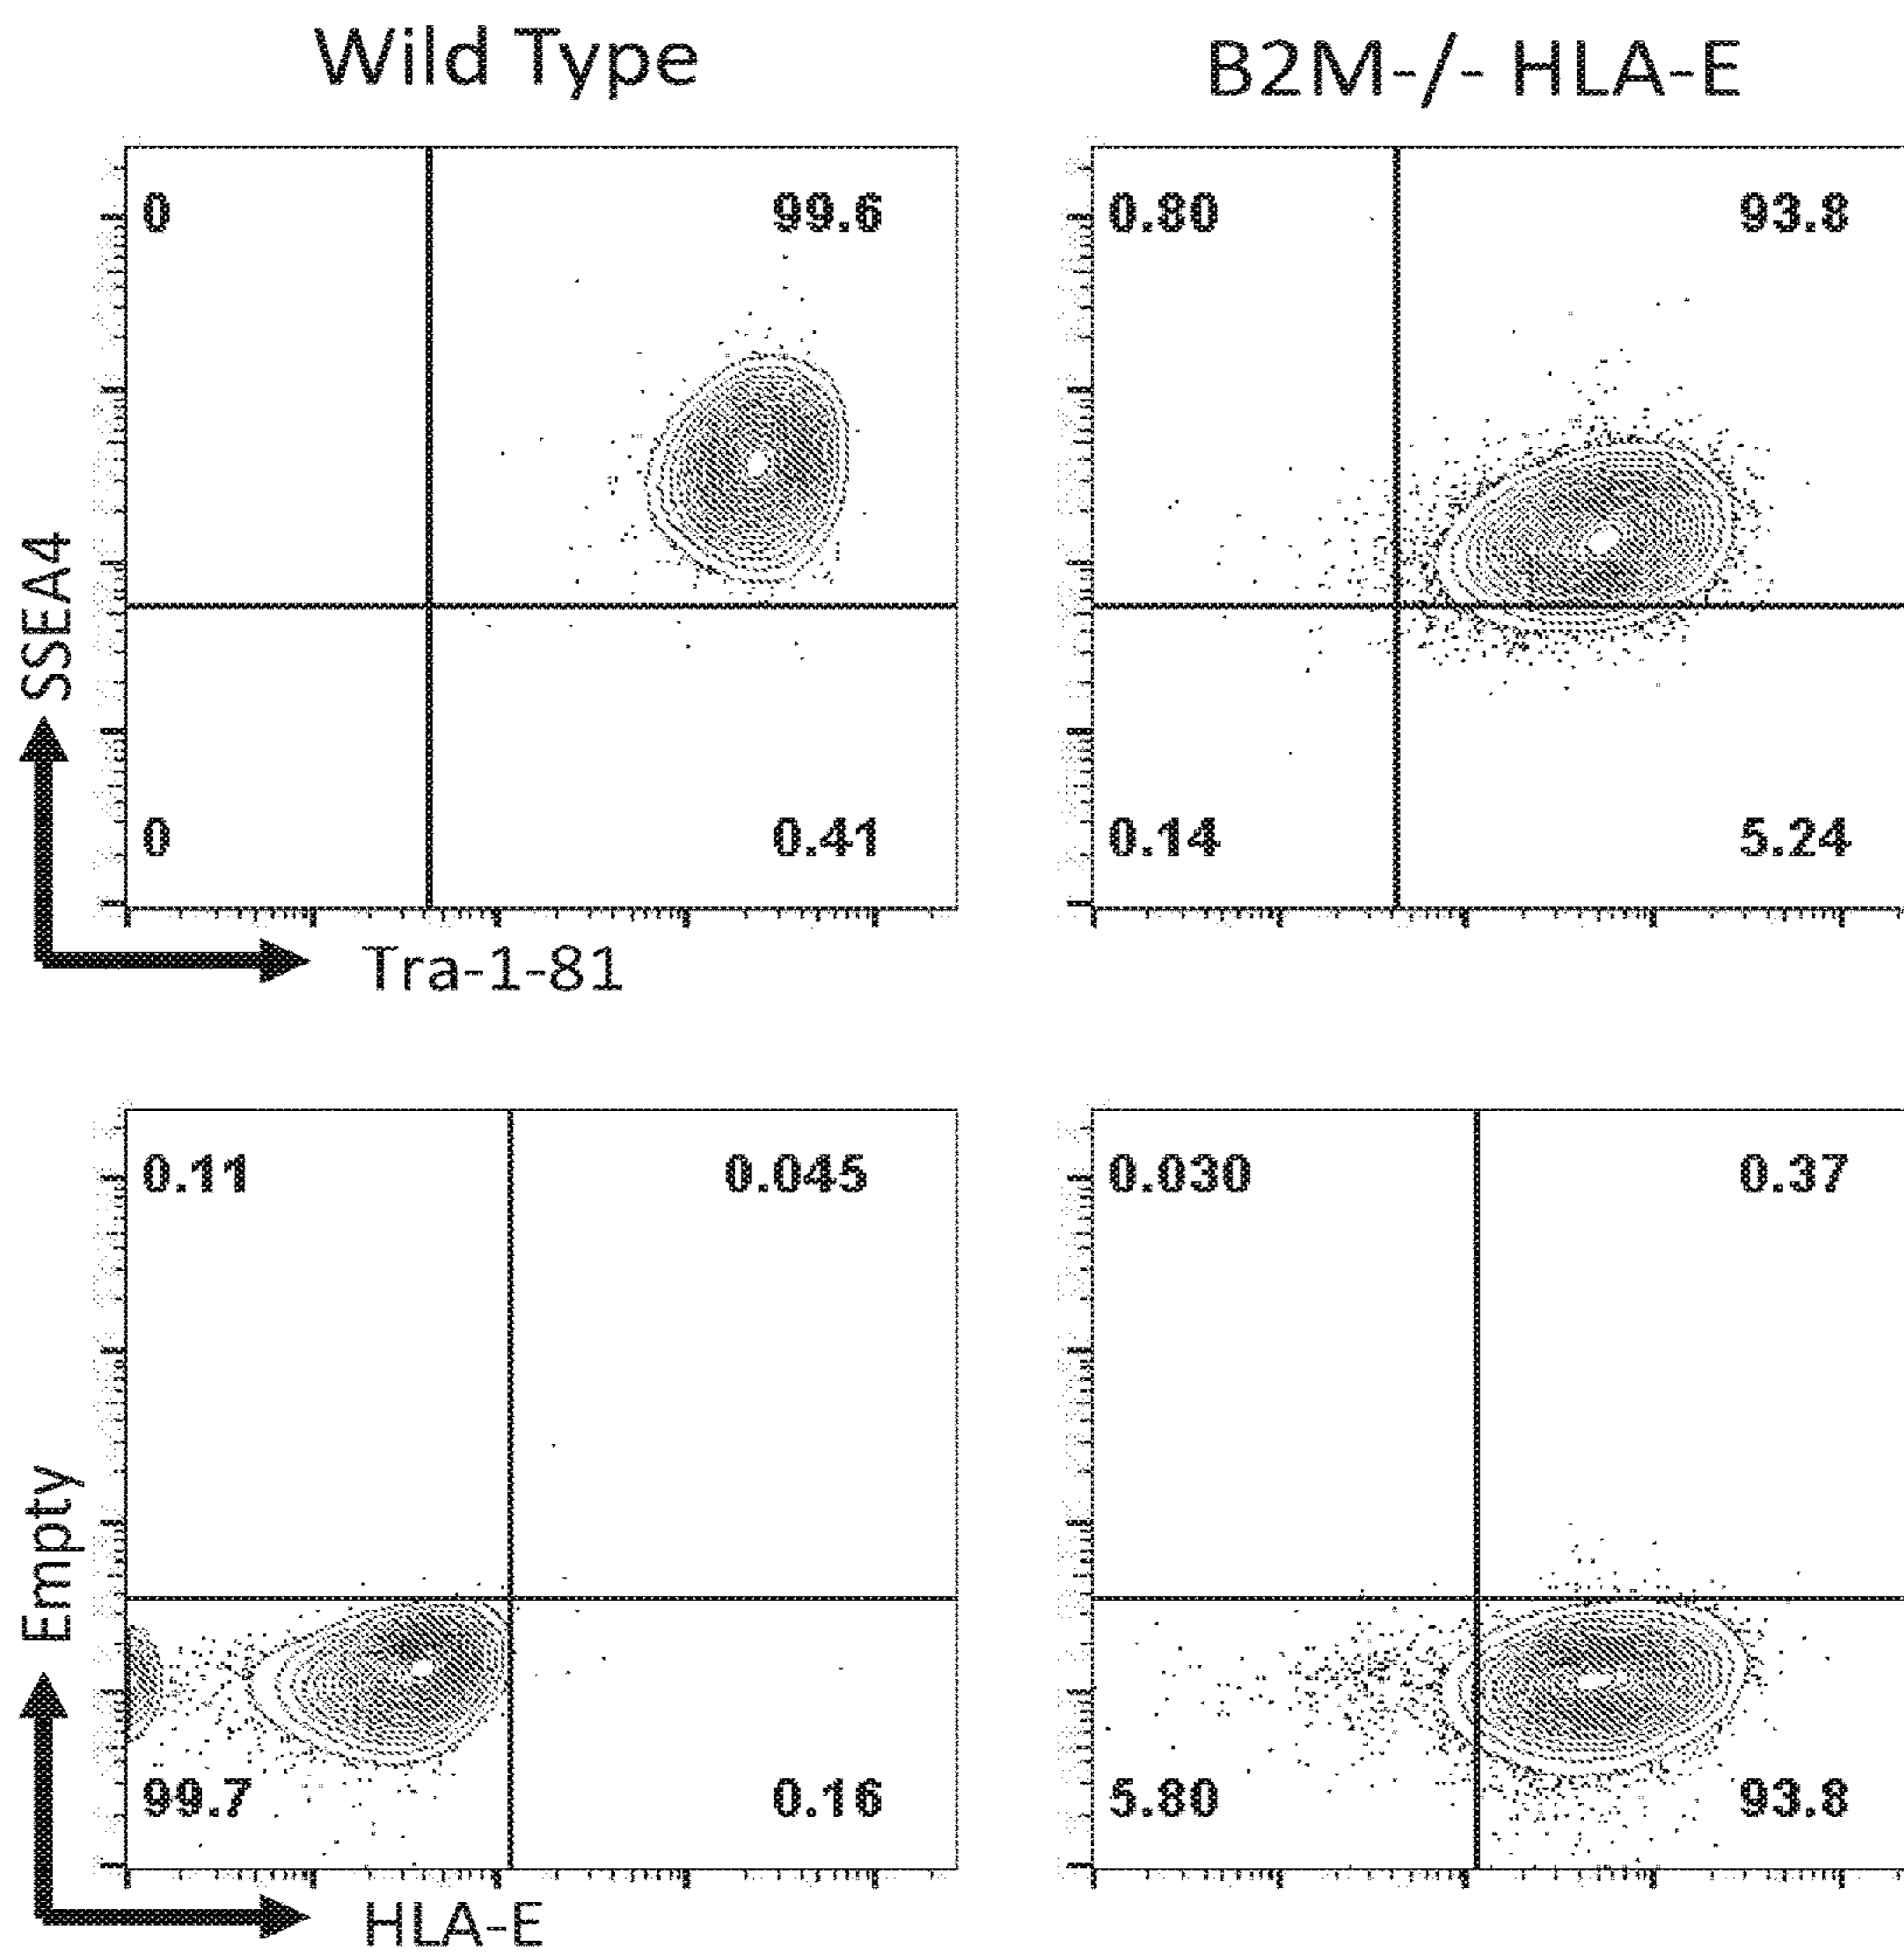 Wild Type
B2M-/- HLA-E
0
99.6
0.80
93.8
SSEA4
0
0.41
0.14
5.24
Tra-1-81
0.11
0.045
0.030
0.37
Empty
99.7
0.16
5.80
93.8
HLA-E